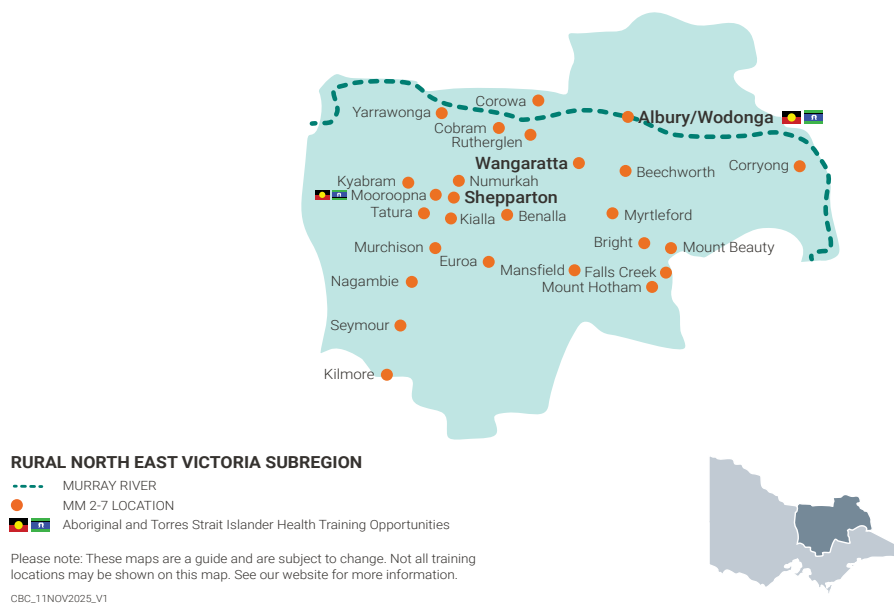 Corowa
Yarrawonga
Albury/Wodonga
Cobram
Rutherglen
Wangaratta
Beechworth
Corryong
Kyabram
Numurkah
Mooroopna
Shepparton
Tatura
Kialla
Benalla
Myrtleford
Murchison
Bright
Mount Beauty
Euroa
Mansfield
Falls Creek
Nagambie
Mount Hotham
Seymour
Kilmore
RURAL NORTH EAST VICTORIA SUBREGION
MURRAY RIVER
MM 2-7 LOCATION
Aboriginal and Torres Strait Islander Health Training Opportunities
Please note: These maps are a guide and are subject to change. Not all training
locations may be shown on this map. See our website for more information.
CBC_11NOV2025_V1